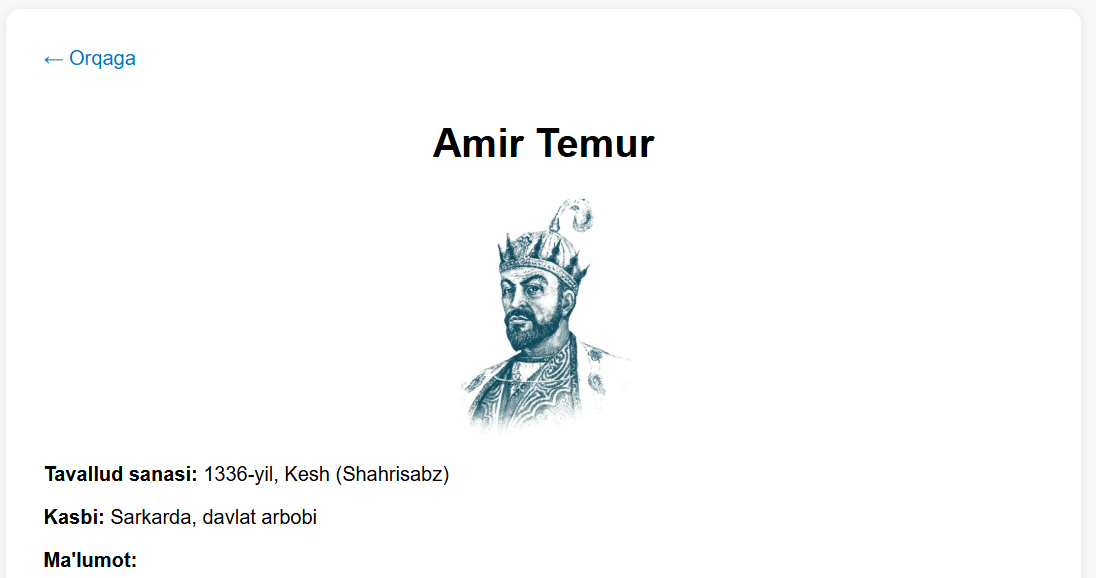 ← Orqaga
Amir Temur
Tavallud sanasi: 1336-yil, Kesh (Shahrisabz)
Kasbi: Sarkarda, davlat arbobi
Ma'lumot: